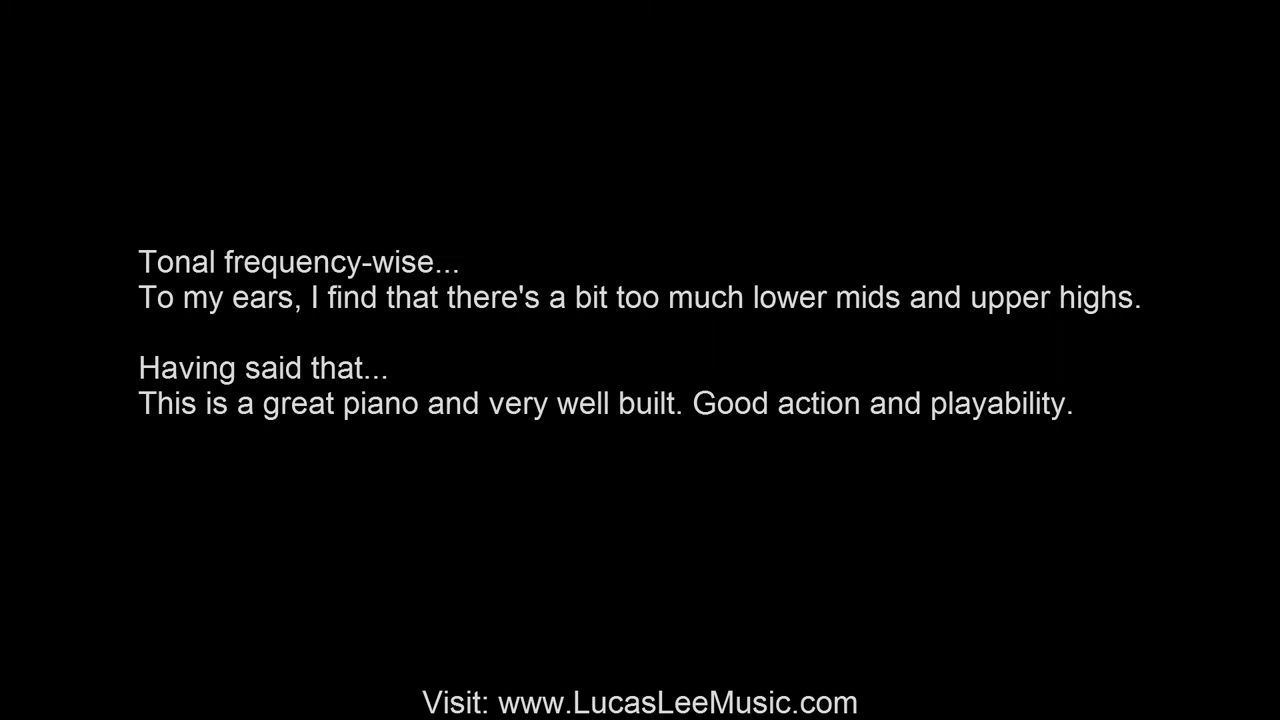 Tonal frequency-wise...
To my ears, I find that there's a bit too much lower mids and upper highs.
Having said that...
This is a great piano and very well built. Good action and playability.
Visit: www.LucasLeeMusic.com